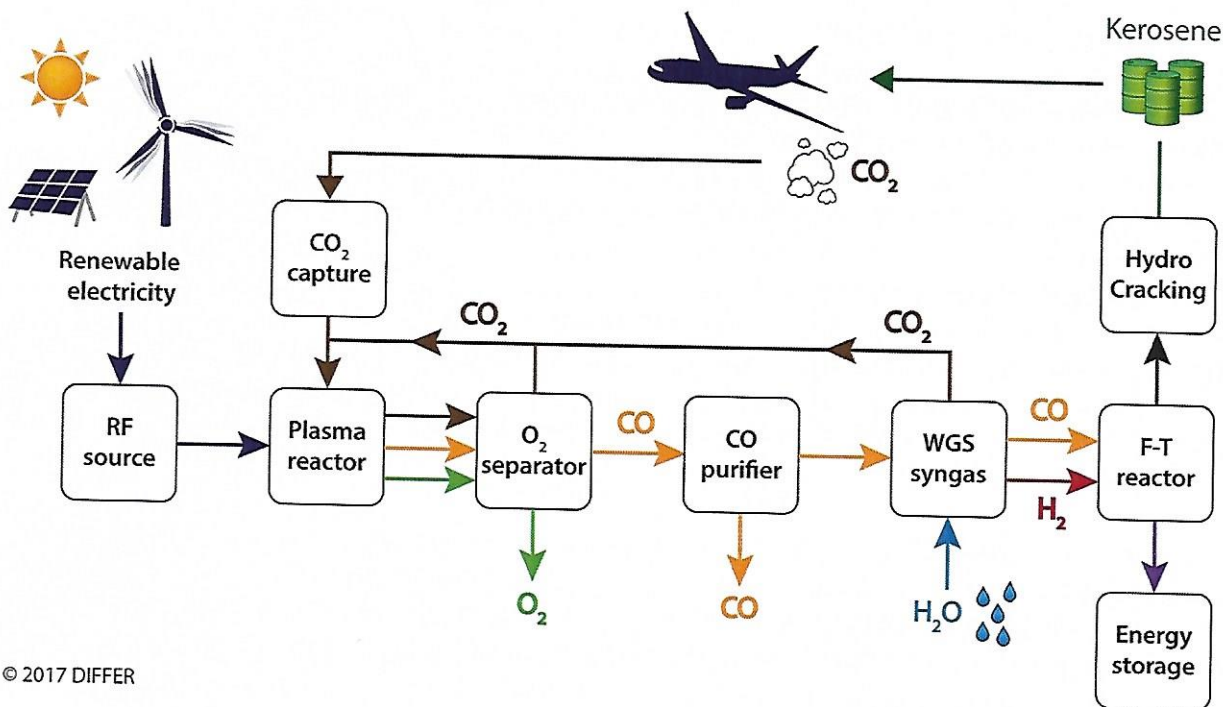 Kerosene
CO₂
CO₂
capture
Renewable
electricity
Hydro
Cracking
CO₂
CO₂
RF
source
Plasma
reactor
O₂
separator
CO
CO
purifier
WGS
syngas
CO
H₂
F-T
reactor
O₂
CO
H₂O
Energy
storage
© 2017 DIFFER